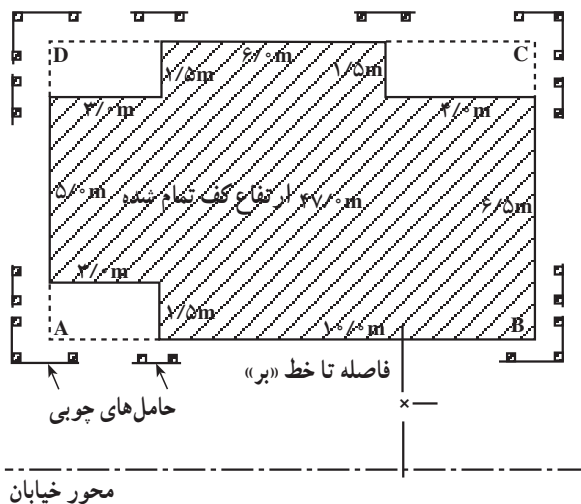 D
C
۶/۰m
۱/۵m
۱/۵m
۳/۰m
۴/۰m
۵/۰m
ارتفاع کف تمام شده ۴۷/۰m
۶/۵m
۳/۰m
۱/۵m
۱۰/۰m
A
B
فاصله تا خط «بر»
حامل‌های چوبی
محور خیابان